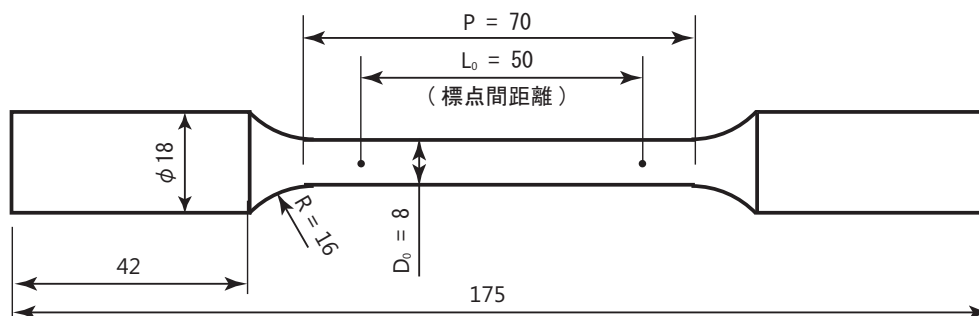 P = 70
L₀ = 50
(標点間距離)
φ18
R = 16
D₀ = 8
42
175